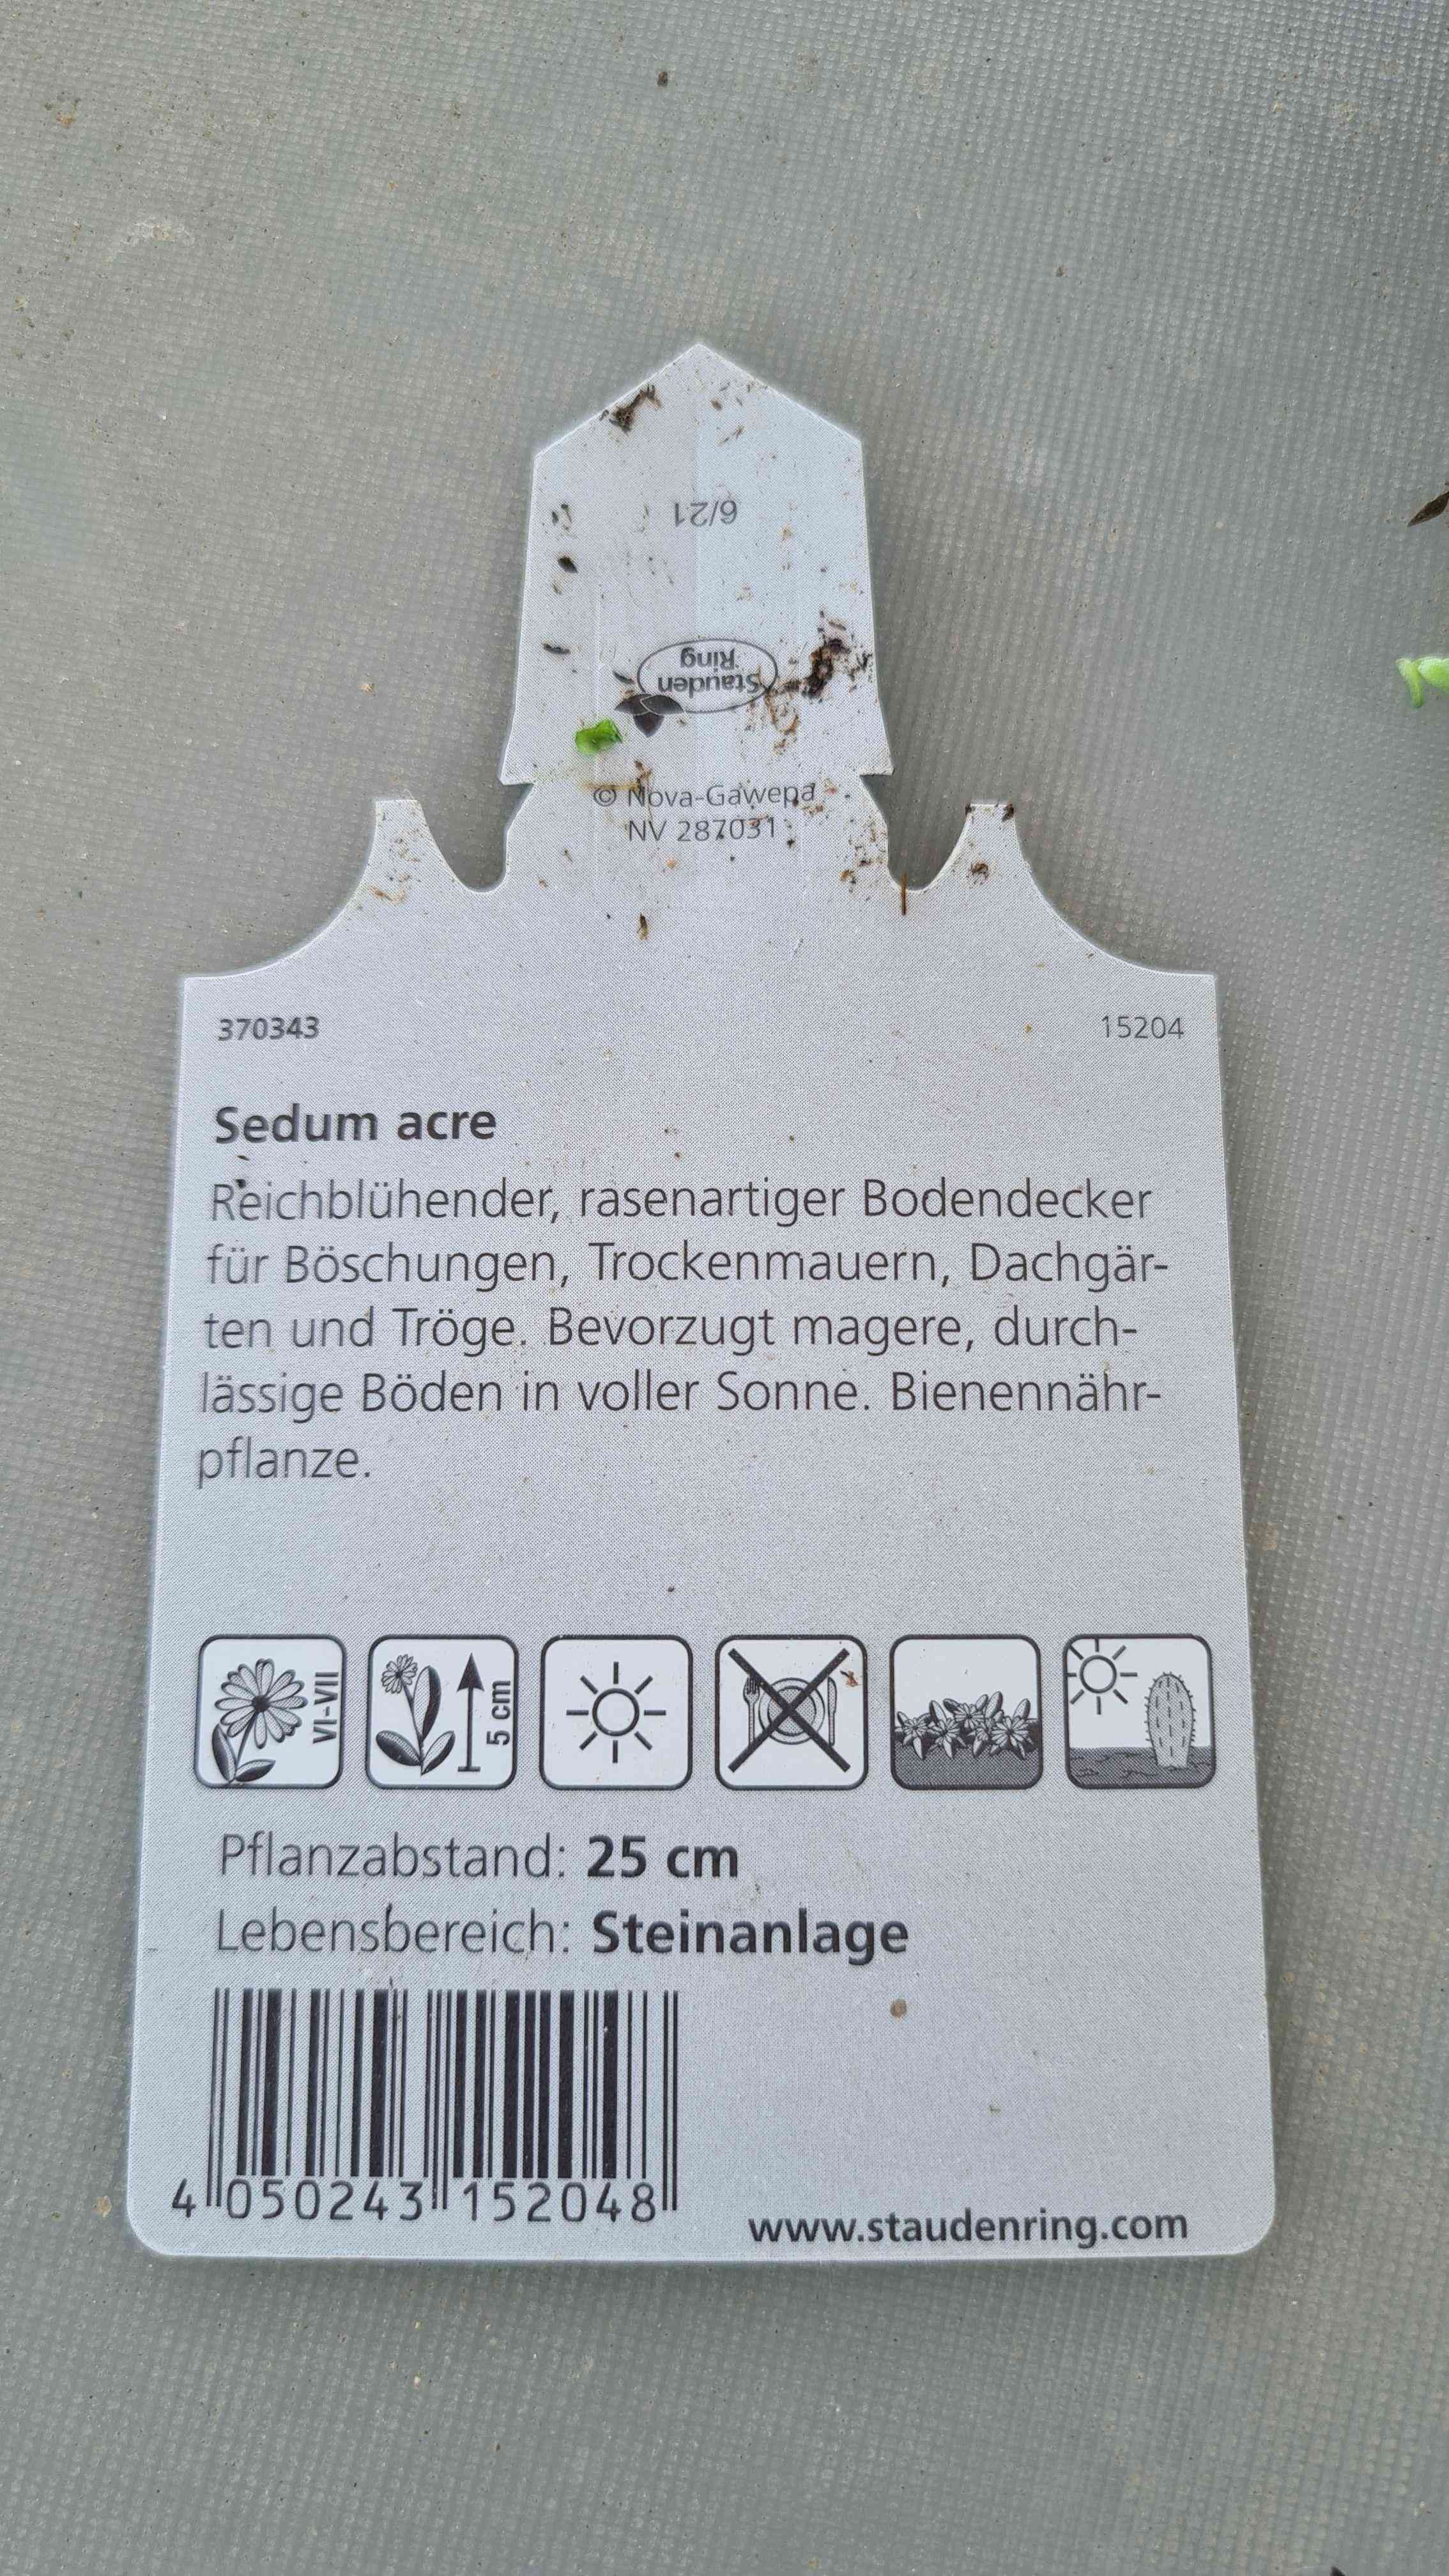 6/21
Stauden
Ring
© Nova-Gawepa
NV 287031
370343
15204
Sedum acre
Reichblühender, rasenartiger Bodendecker
für Böschungen, Trockenmauern, Dachgär-
ten und Tröge. Bevorzugt magere, durch-
lässige Böden in voller Sonne. Bienennähr-
pflanze.
VI-VII
5 cm
Pflanzabstand: 25 cm
Lebensbereich: Steinanlage
4 050243 152048
www.staudenring.com